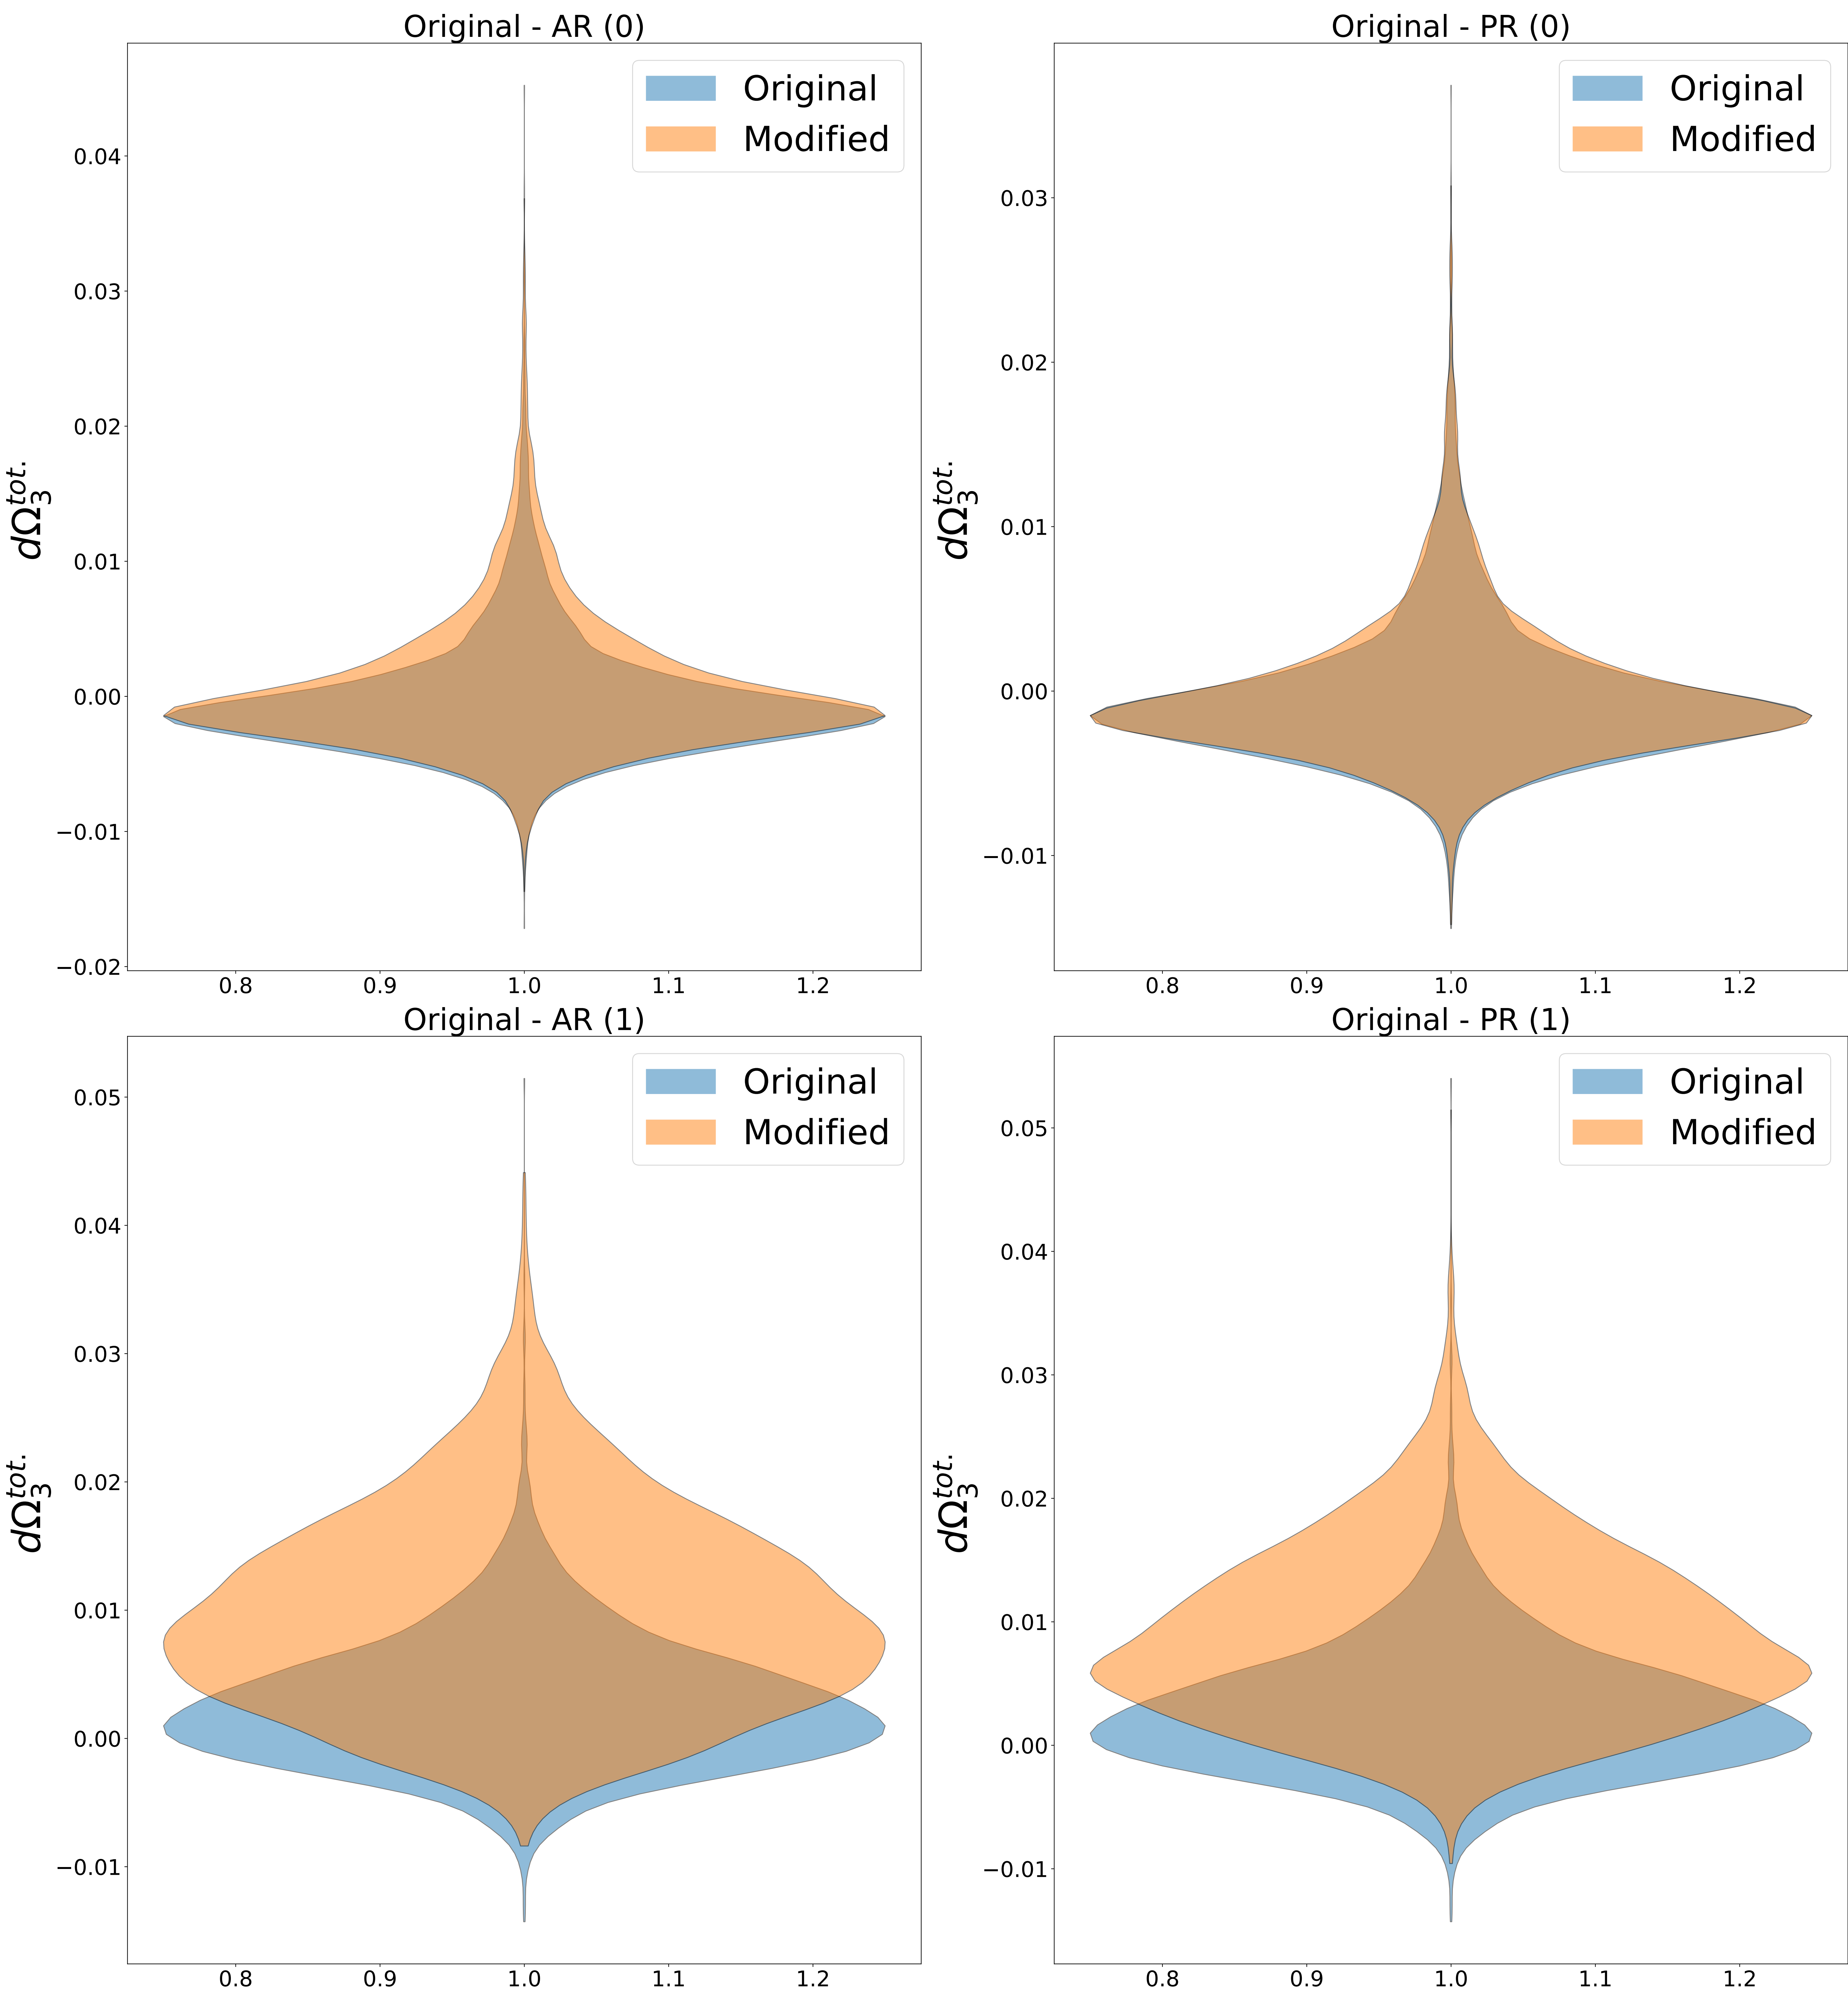 Original - AR (0)
Original
Modified
dΩ₃ᵗᵒᵗ·
0.04
0.03
0.02
0.01
0.00
−0.01
−0.02
0.8 0.9 1.0 1.1 1.2
Original - PR (0)
Original
Modified
dΩ₃ᵗᵒᵗ·
0.03
0.02
0.01
0.00
−0.01
0.8 0.9 1.0 1.1 1.2
Original - AR (1)
Original
Modified
dΩ₃ᵗᵒᵗ·
0.05
0.04
0.03
0.02
0.01
0.00
−0.01
0.8 0.9 1.0 1.1 1.2
Original - PR (1)
Original
Modified
dΩ₃ᵗᵒᵗ·
0.05
0.04
0.03
0.02
0.01
0.00
−0.01
0.8 0.9 1.0 1.1 1.2